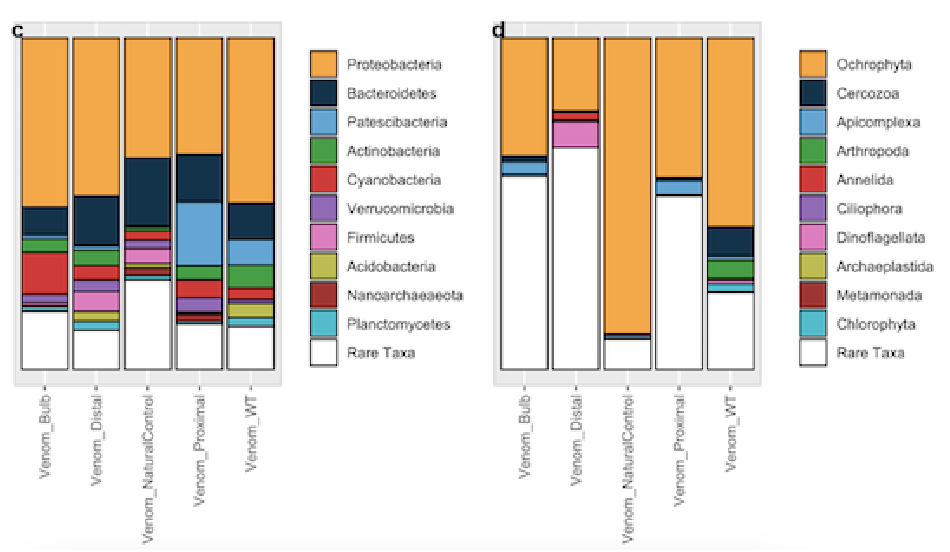 c
Proteobacteria
Bacteroidetes
Patescibacteria
Actinobacteria
Cyanobacteria
Verrucomicrobia
Firmicutes
Acidobacteria
Nanoarchaeaeota
Planctomycetes
Rare Taxa
Venom_Bulb
Venom_Distal
Venom_NaturalControl
Venom_Proximal
Venom_WT
d
Ochrophyta
Cercozoa
Apicomplexa
Arthropoda
Annelida
Ciliophora
Dinoflagellata
Archaeplastida
Metamonada
Chlorophyta
Rare Taxa
Venom_Bulb
Venom_Distal
Venom_NaturalControl
Venom_Proximal
Venom_WT